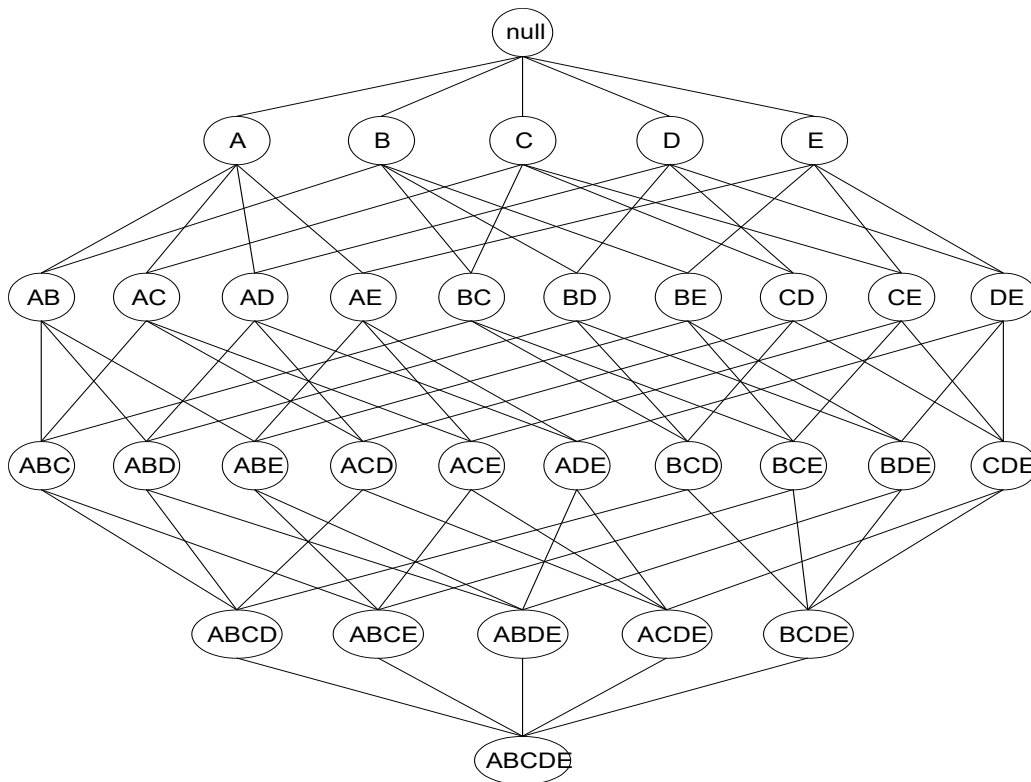 null
A B C D E
AB AC AD AE BC BD BE CD CE DE
ABC ABD ABE ACD ACE ADE BCD BCE BDE CDE
ABCD ABCE ABDE ACDE BCDE
ABCDE